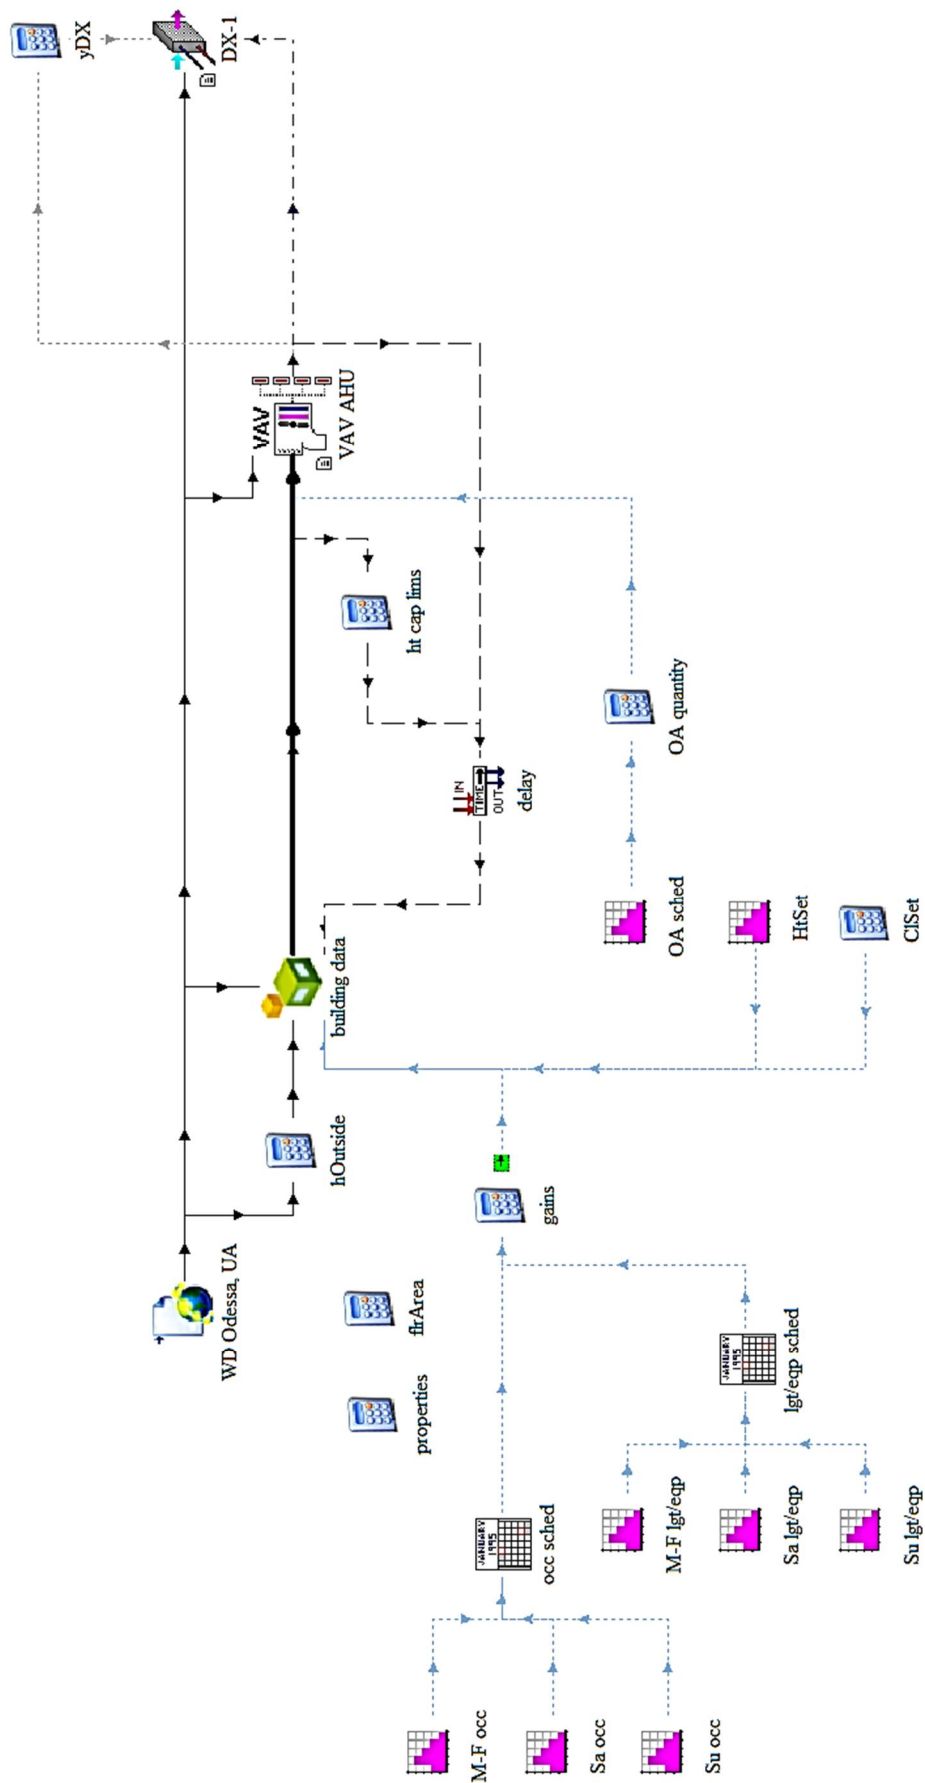 yDX
WD Odessa, UA
DX-1
VAV
hOutside
building data
VAV AHU
properties
flrArea
ht cap lims
IN
TIME
OUT
delay
JANUARY
1995
occ sched
gains
M-F occ
Sa occ
Su occ
M-F lgt/eqp
Sa lgt/eqp
Su lgt/eqp
JANUARY
1995
lgt/eqp sched
OA sched
OA quantity
HtSet
ClSet